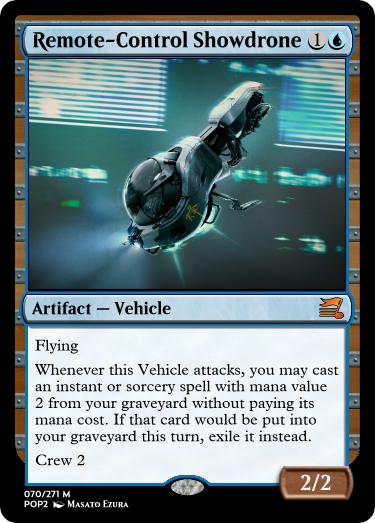 Remote-Control Showdrone 1
Artifact — Vehicle
Flying
Whenever this Vehicle attacks, you may cast
an instant or sorcery spell with mana value
2 from your graveyard without paying its
mana cost. If that card would be put into
your graveyard this turn, exile it instead.
Crew 2
2/2
070/271 M
POP2 Masato Ezura